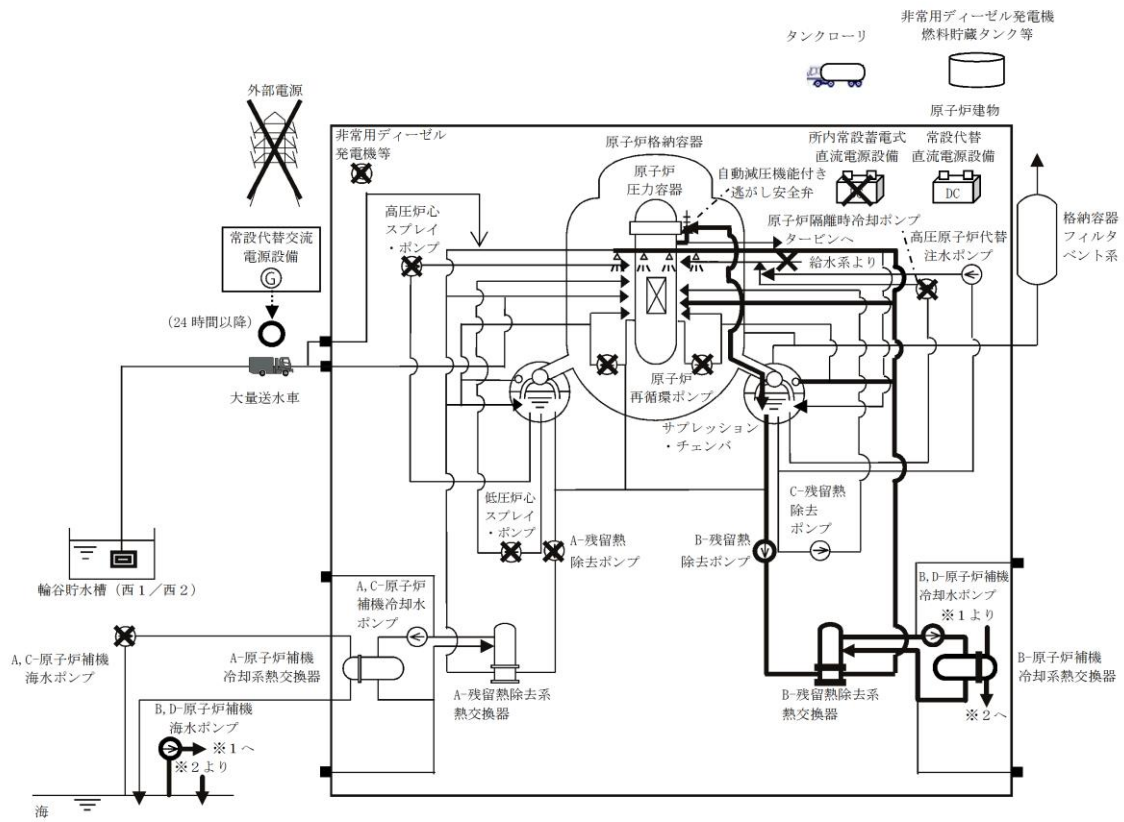 タンクローリ
非常用ディーゼル発電機
燃料貯蔵タンク等
外部電源
原子炉建物
非常用ディーゼル
発電機等
原子炉格納容器
原子炉
圧力容器
所内常設蓄電式
直流電源設備
常設代替
直流電源設備
DC
自動減圧機能付き
逃がし安全弁
高圧炉心
スプレイ
・ポンプ
原子炉隔離時冷却ポンプ
タービンへ
給水系より
高圧原子炉代替
注水ポンプ
格納容器
フィルタ
ベント系
常設代替交流
電源設備
G
(24時間以降)
大量送水車
原子炉
再循環ポンプ
サプレッション
・チェンバ
低圧炉心
スプレイ
・ポンプ
A-残留熱
除去ポンプ
B-残留熱
除去ポンプ
C-残留熱
除去
ポンプ
輪谷貯水槽(西1/西2)
A,C-原子炉
補機冷却水
ポンプ
B,D-原子炉補機
冷却水ポンプ
※1より
A,C-原子炉補機
海水ポンプ
A-原子炉補機
冷却系熱交換器
A-残留熱除去系
熱交換器
B-残留熱除去系
熱交換器
B-原子炉補機
冷却系熱交換器
※2へ
B,D-原子炉補機
海水ポンプ
※1へ
※2より
海